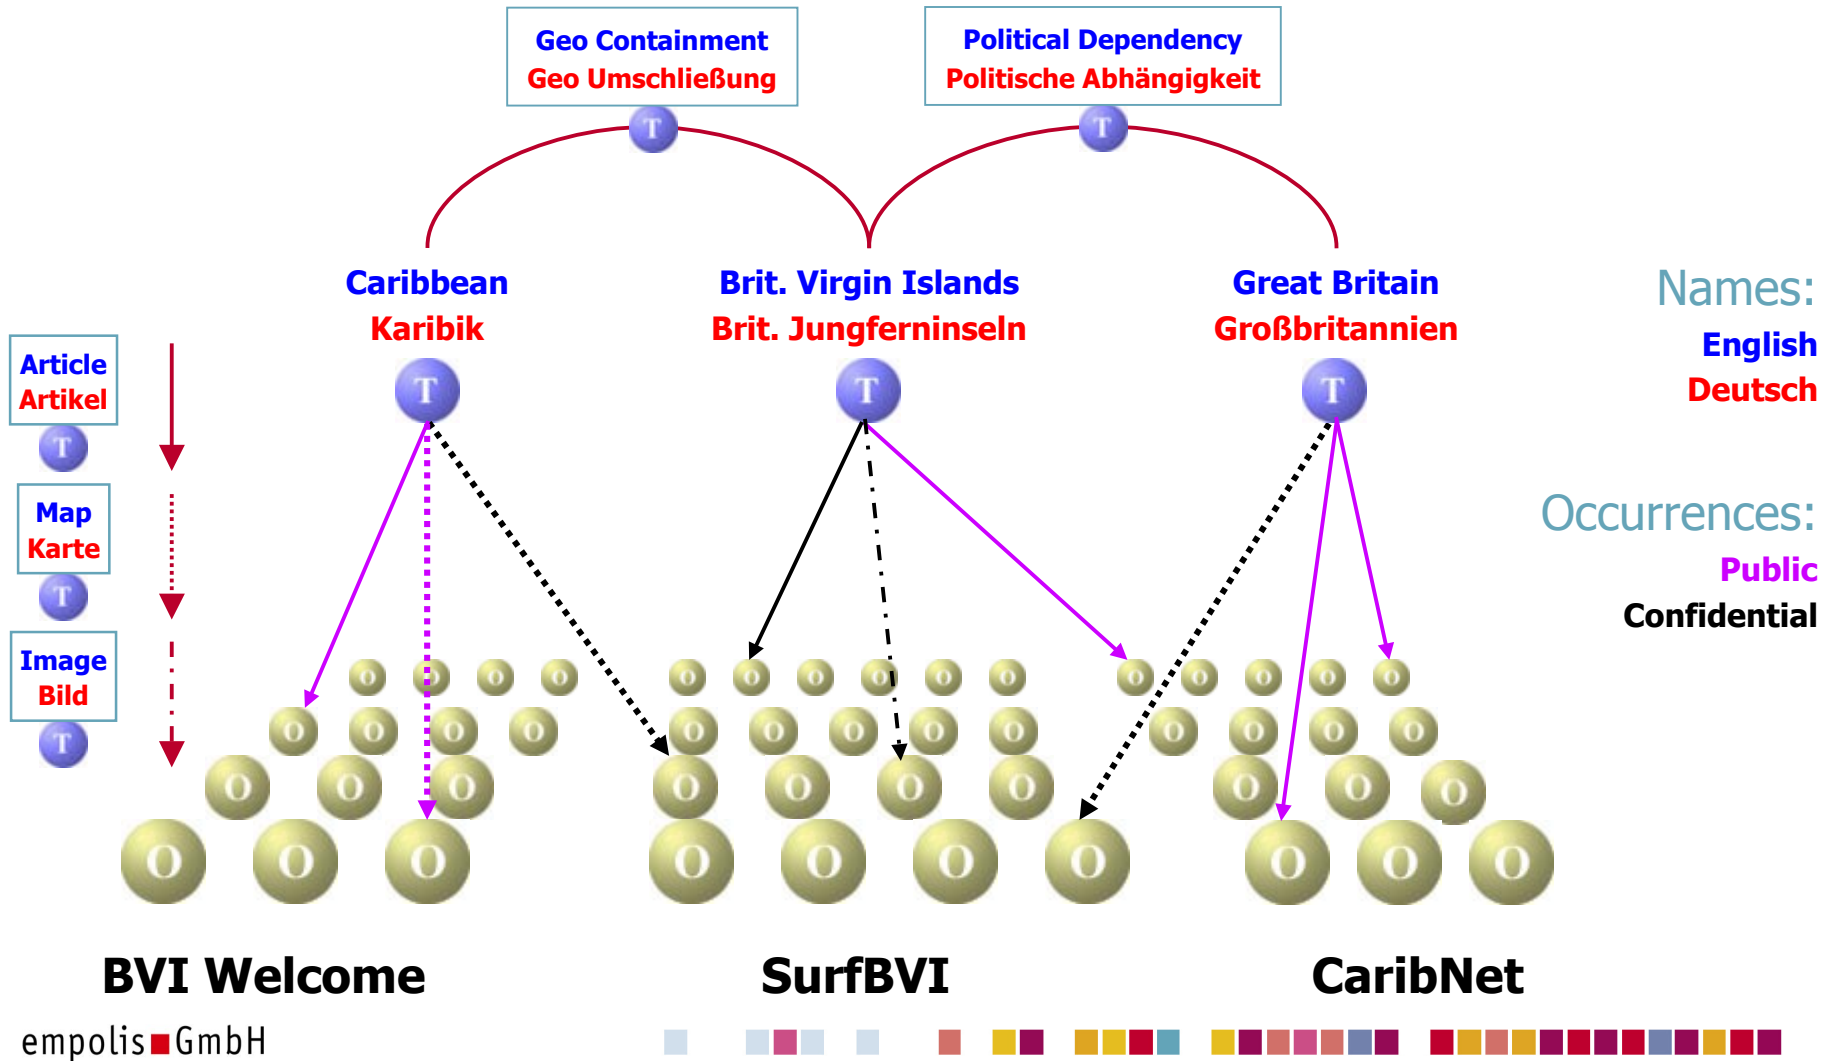 Geo Containment
Geo Umschließung
T
Political Dependency
Politische Abhängigkeit
T
Caribbean
Karibik
T
Brit. Virgin Islands
Brit. Jungferninseln
T
Great Britain
Großbritannien
T
Names:
English
Deutsch
Occurrences:
Public
Confidential
Article
Artikel
T
Map
Karte
T
Image
Bild
T
O O O O O O O O O O O O O O
O O O O O O O O O O O O O
O O O O O O O O O O
O O O O O O O O O O
BVI Welcome
SurfBVI
CaribNet
empolis GmbH